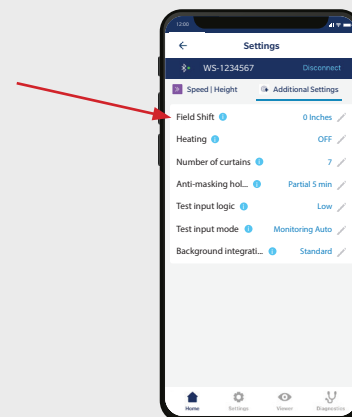 12:00
Settings
WS-1234567 Disconnect
Speed | Height Additional Settings
Field Shift 0 Inches
Heating OFF
Number of curtains 7
Anti-masking hol... Partial 5 min
Test input logic Low
Test input mode Monitoring Auto
Background integrati... Standard
Home Settings Viewer Diagnostics